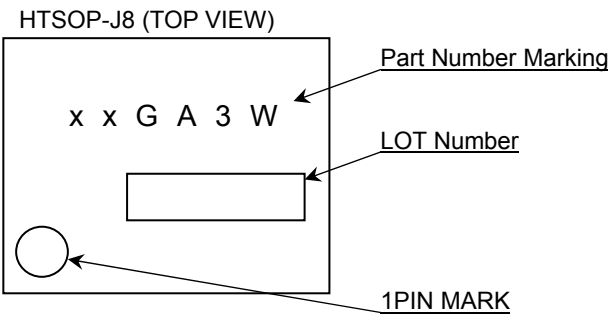 HTSOP-J8 (TOP VIEW)
Part Number Marking
x x G A 3 W
LOT Number
1PIN MARK